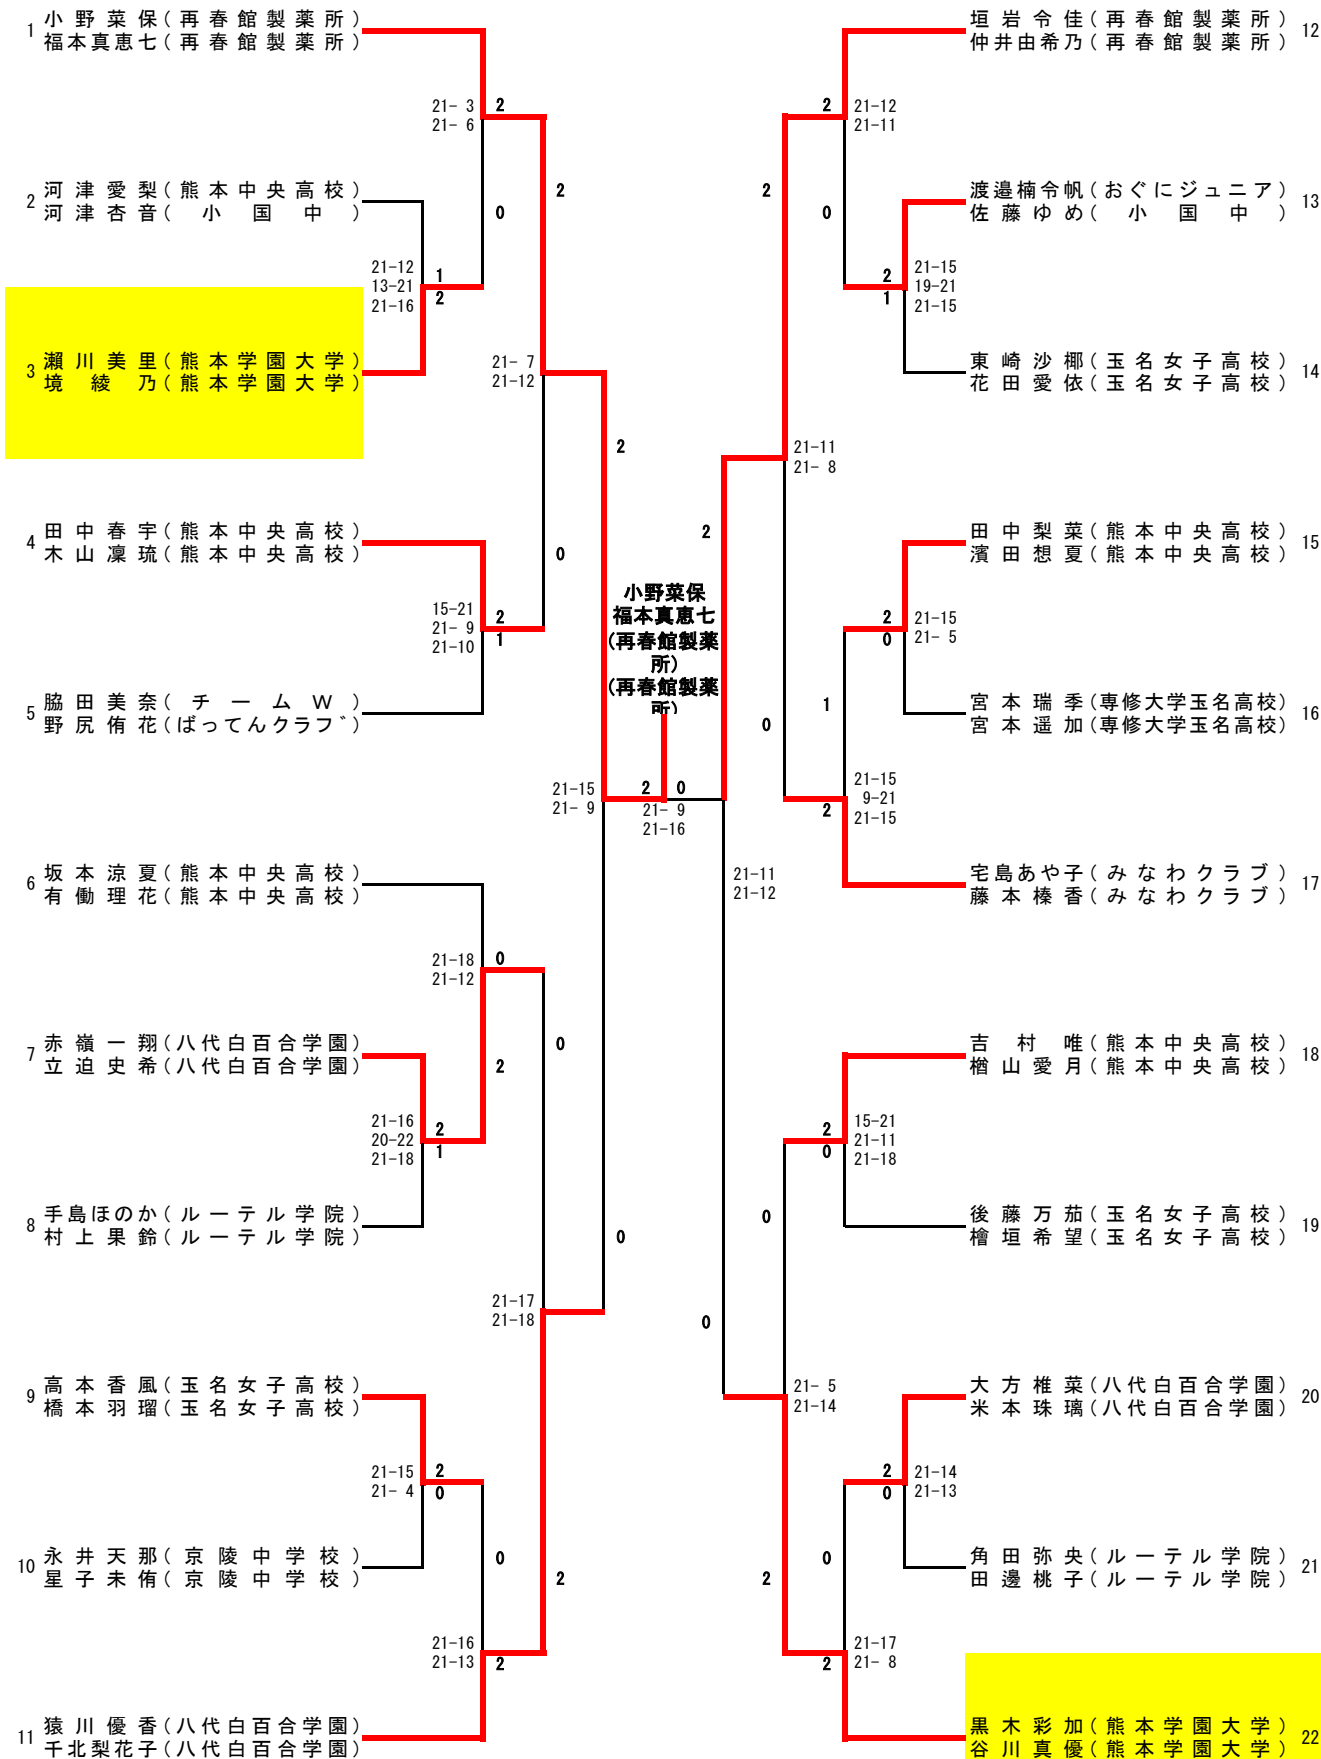 1 小野菜保(再春館製薬所)
福本真恵七(再春館製薬所)
21- 3 2
21- 6
2 河津愛梨(熊本中央高校)
河津杏音(小国中)
2
0
21-12 1
13-21 2
21-16
3 瀬川美里(熊本学園大学)
境綾乃(熊本学園大学)
21- 7
21-12
2
4 田中春宇(熊本中央高校)
木山凜琉(熊本中央高校)
0
15-21 2
21- 9 1
21-10
5 脇田美奈(チームW)
野尻侑花(ばってんクラブ)
21-15
21- 9
6 坂本涼夏(熊本中央高校)
有働理花(熊本中央高校)
21-18 0
21-12
7 赤嶺一翔(八代白百合学園)
立迫史希(八代白百合学園)
0
2
21-16 2
20-22 1
21-18
8 手島ほのか(ルーテル学院)
村上果鈴(ルーテル学院)
0
21-17
21-18
9 高本香風(玉名女子高校)
橋本羽瑠(玉名女子高校)
21-15 2
21- 4 0
10 永井天那(京陵中学校)
星子未侑(京陵中学校)
0
2
21-16
21-13 2
11 猿川優香(八代白百合学園)
千北梨花子(八代白百合学園)
小野菜保
福本真恵七
(再春館製薬
所)
(再春館製薬
所)
2 0
21- 9
21-16
垣岩令佳(再春館製薬所) 12
仲井由希乃(再春館製薬所)
2 21-12
21-11
2
0
渡邉楠令帆(おぐにジュニア) 13
佐藤ゆめ(小国中)
2 21-15
1 19-21
21-15
東崎沙椰(玉名女子高校) 14
花田愛依(玉名女子高校)
21-11
21- 8
2
田中梨菜(熊本中央高校) 15
濱田想夏(熊本中央高校)
2 21-15
0 21- 5
1
0
宮本瑞季(専修大学玉名高校) 16
宮本遥加(専修大学玉名高校)
21-15
2 9-21
21-15
宅島あや子(みなわクラブ) 17
藤本榛香(みなわクラブ)
21-11
21-12
吉村唯(熊本中央高校) 18
楢山愛月(熊本中央高校)
2 15-21
0 21-11
21-18
0
後藤万茄(玉名女子高校) 19
檜垣希望(玉名女子高校)
0
21- 5
21-14
大方椎菜(八代白百合学園) 20
米本珠璃(八代白百合学園)
2 21-14
0 21-13
0
2
角田弥央(ルーテル学院) 21
田邊桃子(ルーテル学院)
21-17
2 21- 8
黒木彩加(熊本学園大学) 22
谷川真優(熊本学園大学)